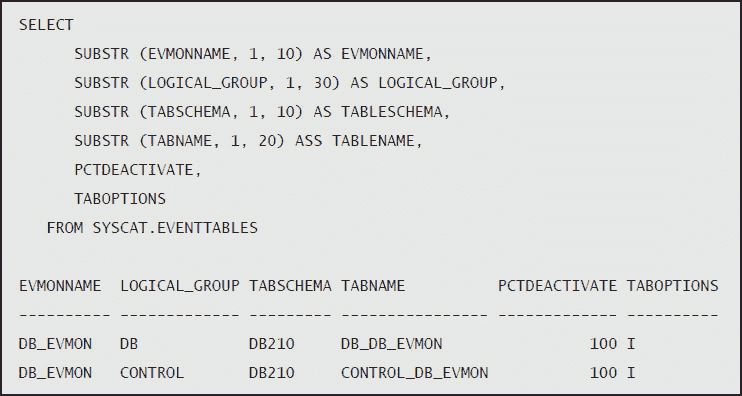 SELECT
SUBSTR (EVMONNAME, 1, 10) AS EVMONNAME,
SUBSTR (LOGICAL_GROUP, 1, 30) AS LOGICAL_GROUP,
SUBSTR (TABSCHEMA, 1, 10) AS TABLESCHEMA,
SUBSTR (TABNAME, 1, 20) ASS TABLENAME,
PCTDEACTIVATE,
TABOPTIONS
FROM SYSCAT.EVENTTABLES
EVMONNAME LOGICAL_GROUP TABSCHEMA TABNAME PCTDEACTIVATE TABOPTIONS
---------- ------------- --------- ---------------- ------------- ----------
DB_EVMON DB DB210 DB_DB_EVMON 100 I
DB_EVMON CONTROL DB210 CONTROL_DB_EVMON 100 I